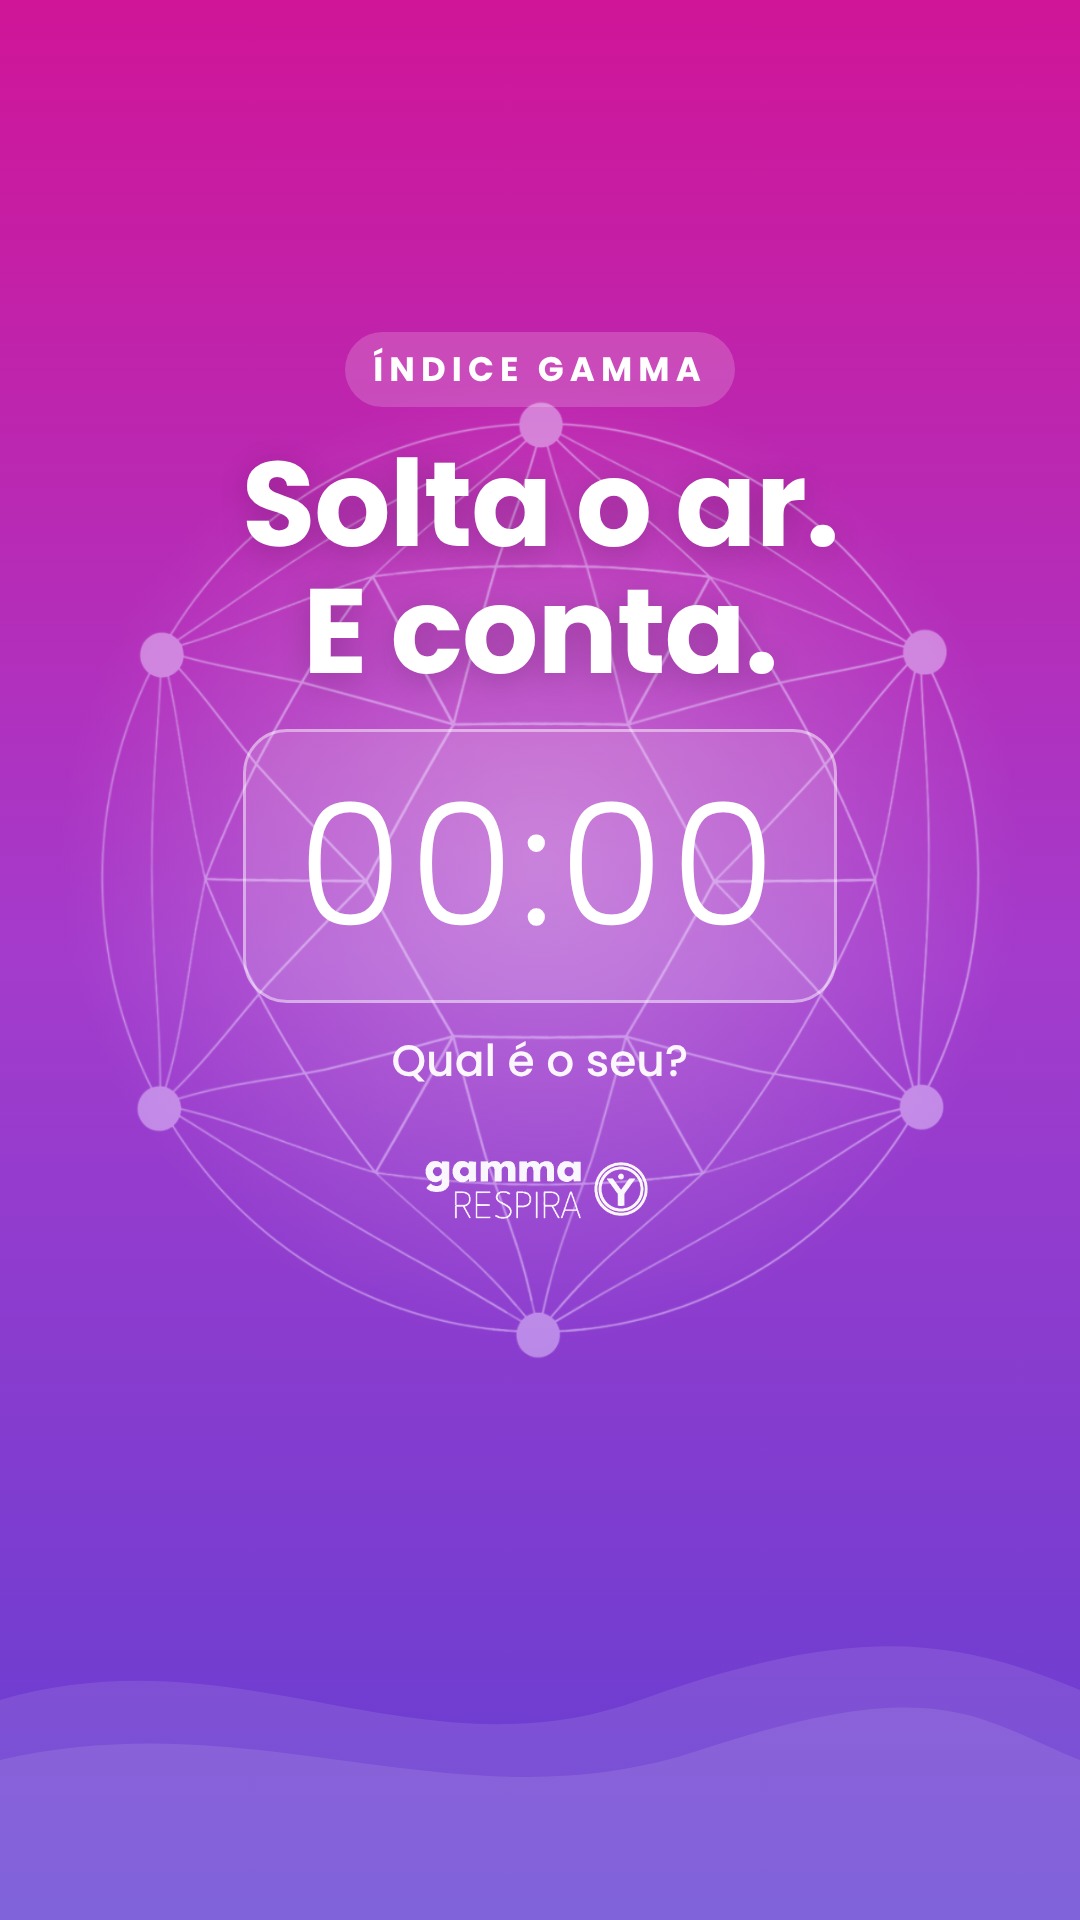 ÍNDICE GAMMA
Solta o ar.
E conta.
00:00
Qual é o seu?
gamma
RESPIRA